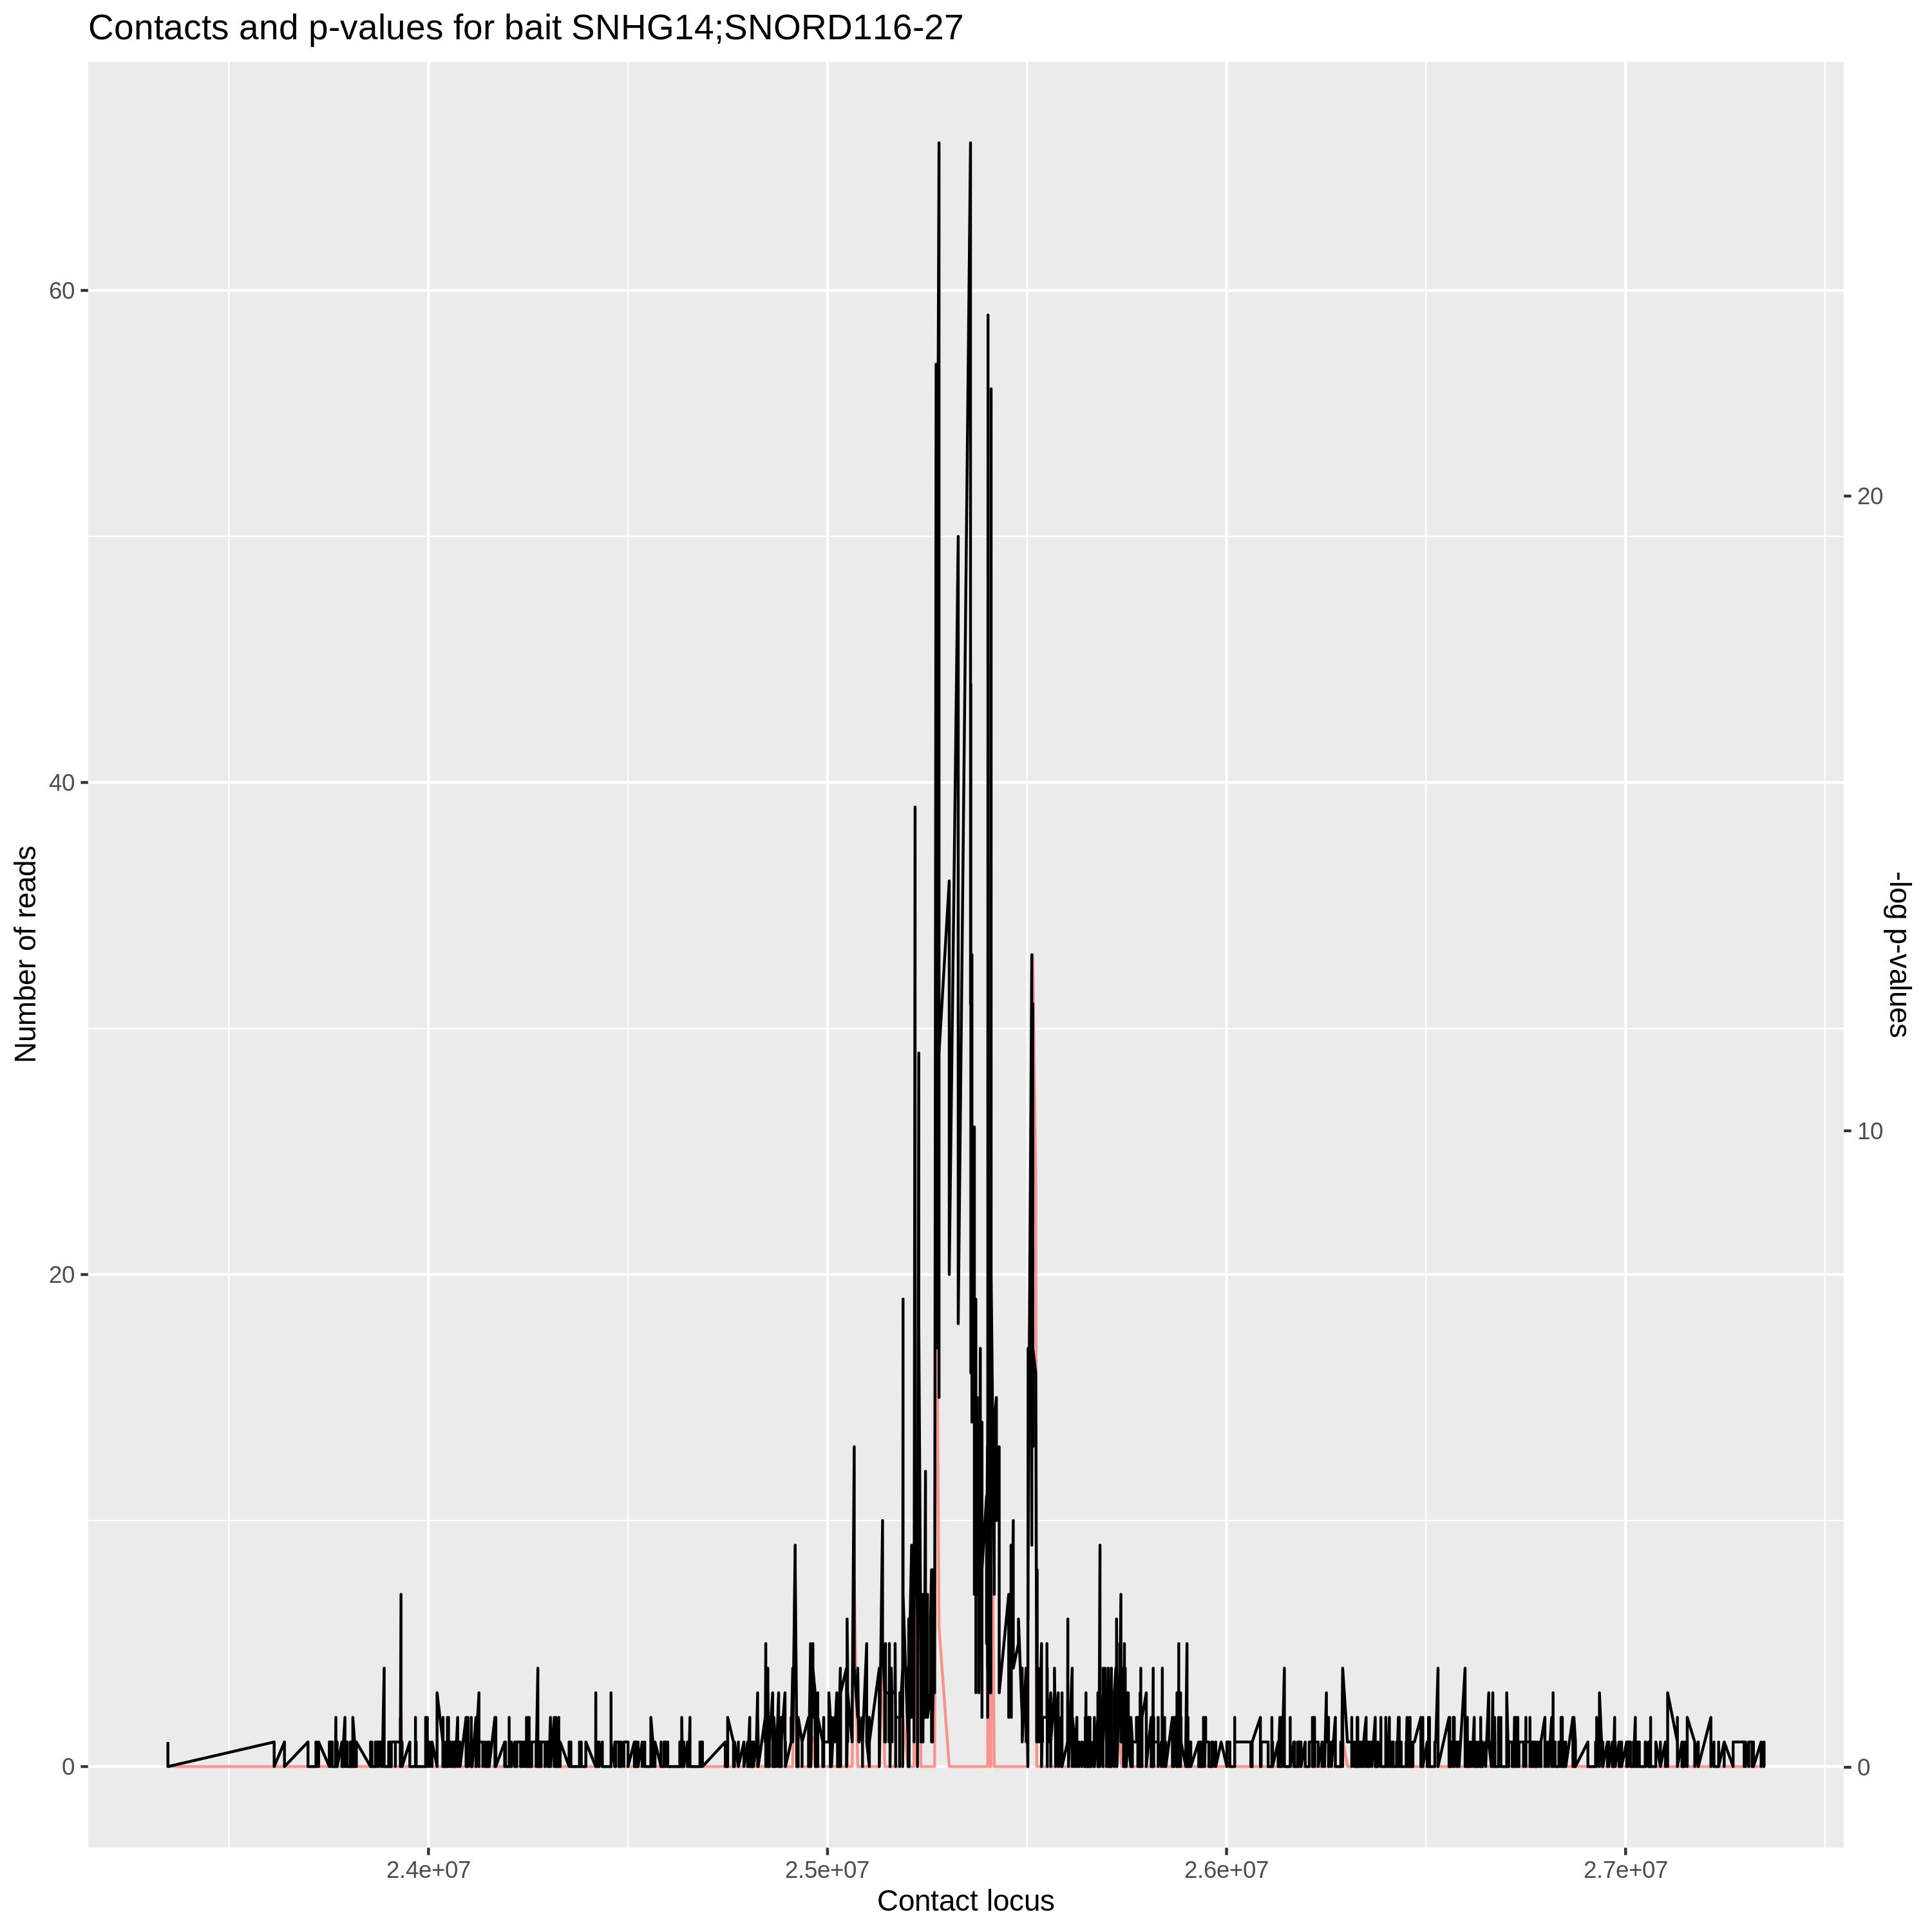 Contacts and p-values for bait SNHG14;SNORD116-27
60
40
20
0
Number of reads
20
10
0
-log p-values
2.4e+07
2.5e+07
2.6e+07
2.7e+07
Contact locus